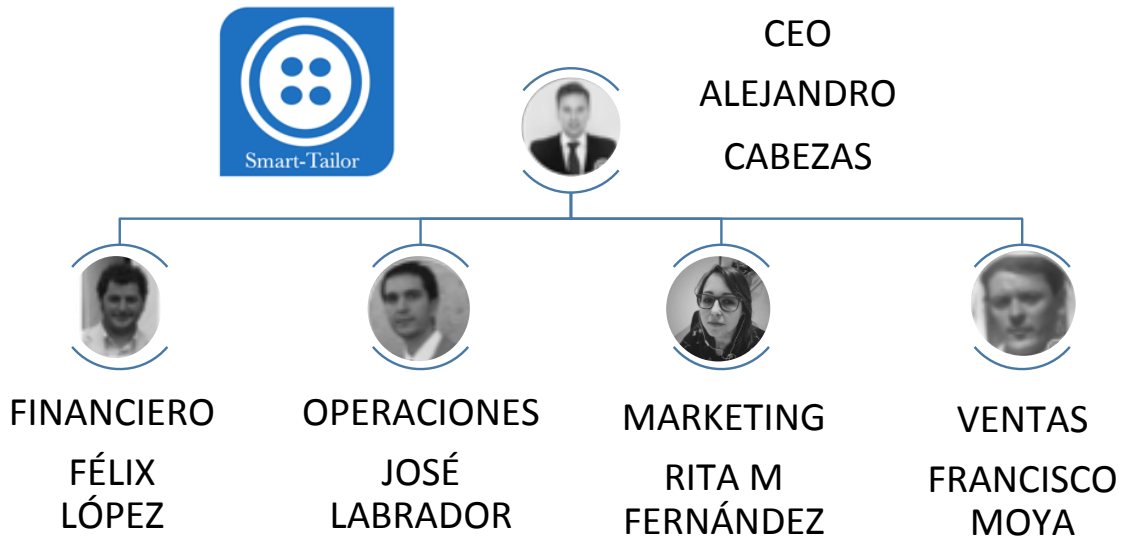 Smart-Tailor
CEO
ALEJANDRO
CABEZAS
FINANCIERO
FÉLIX
LÓPEZ
OPERACIONES
JOSÉ
LABRADOR
MARKETING
RITA M
FERNÁNDEZ
VENTAS
FRANCISCO
MOYA